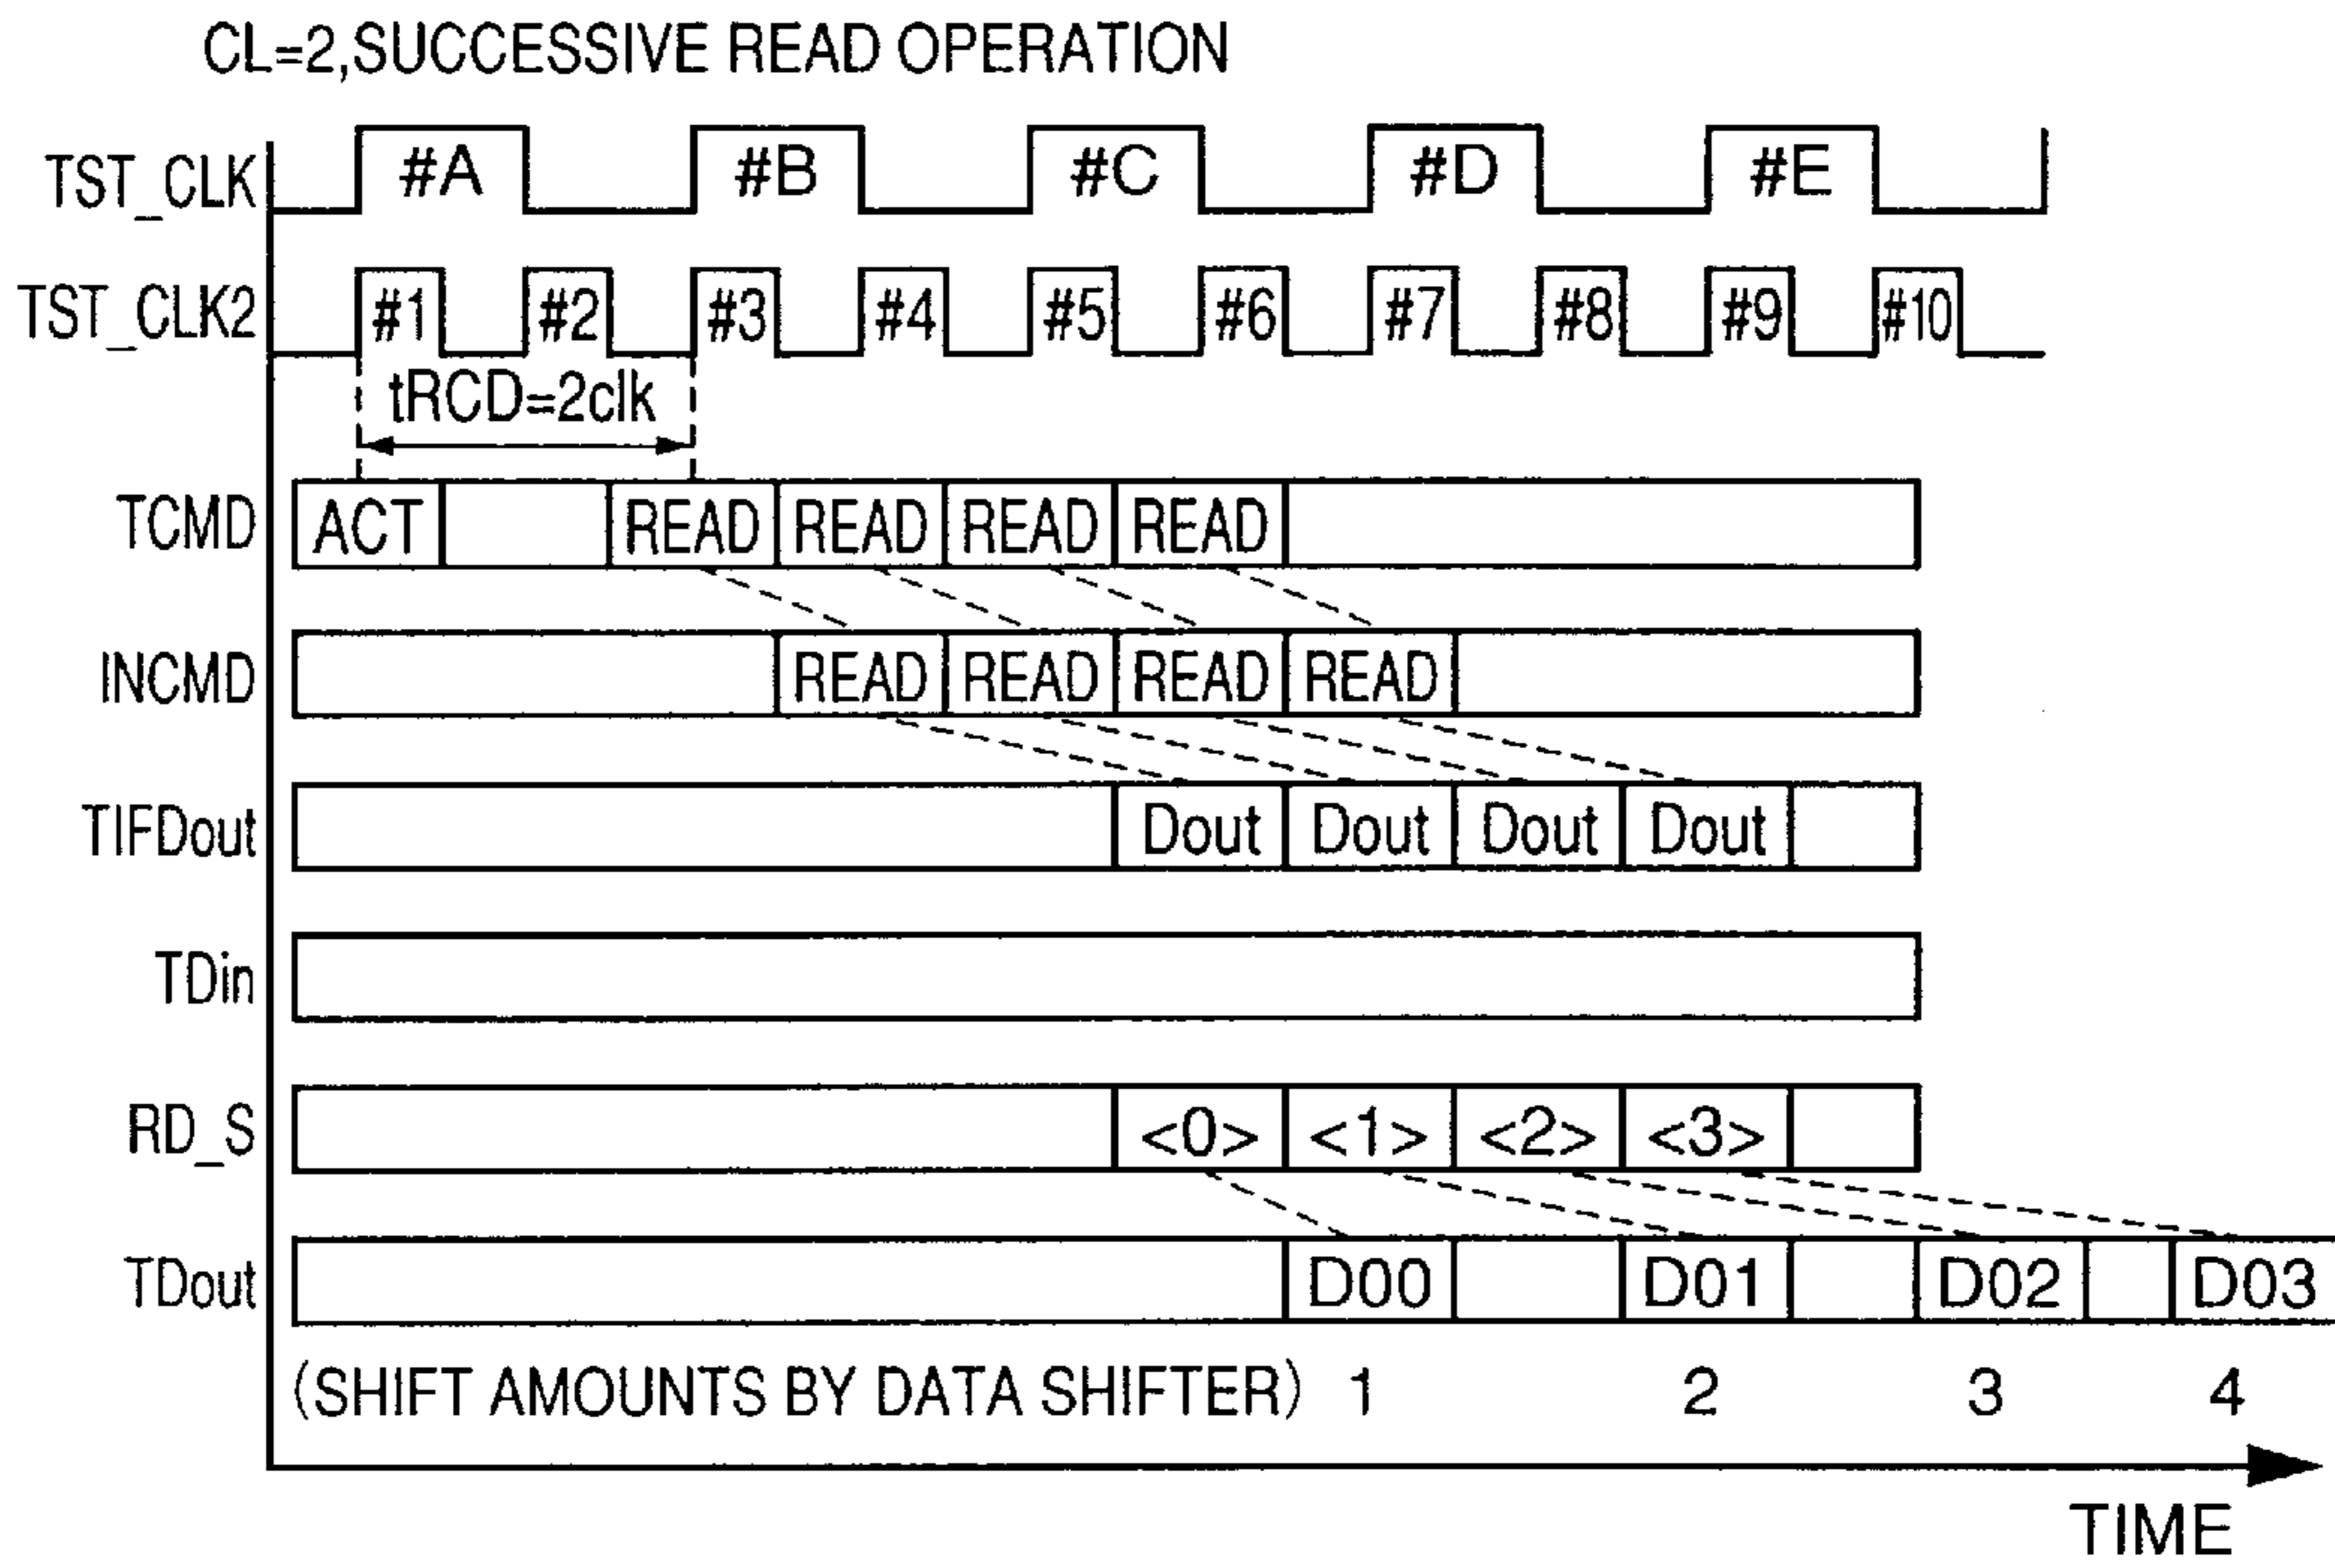 CL=2,SUCCESSIVE READ OPERATION
TST_CLK #A #B #C #D #E
TST_CLK2 #1 #2 #3 #4 #5 #6 #7 #8 #9 #10
tRCD=2clk
TCMD ACT READ READ READ READ
INCMD READ READ READ READ
TIFDout Dout Dout Dout Dout
TDin
RD_S <0> <1> <2> <3>
TDout D00 D01 D02 D03
(SHIFT AMOUNTS BY DATA SHIFTER) 1 2 3 4
TIME